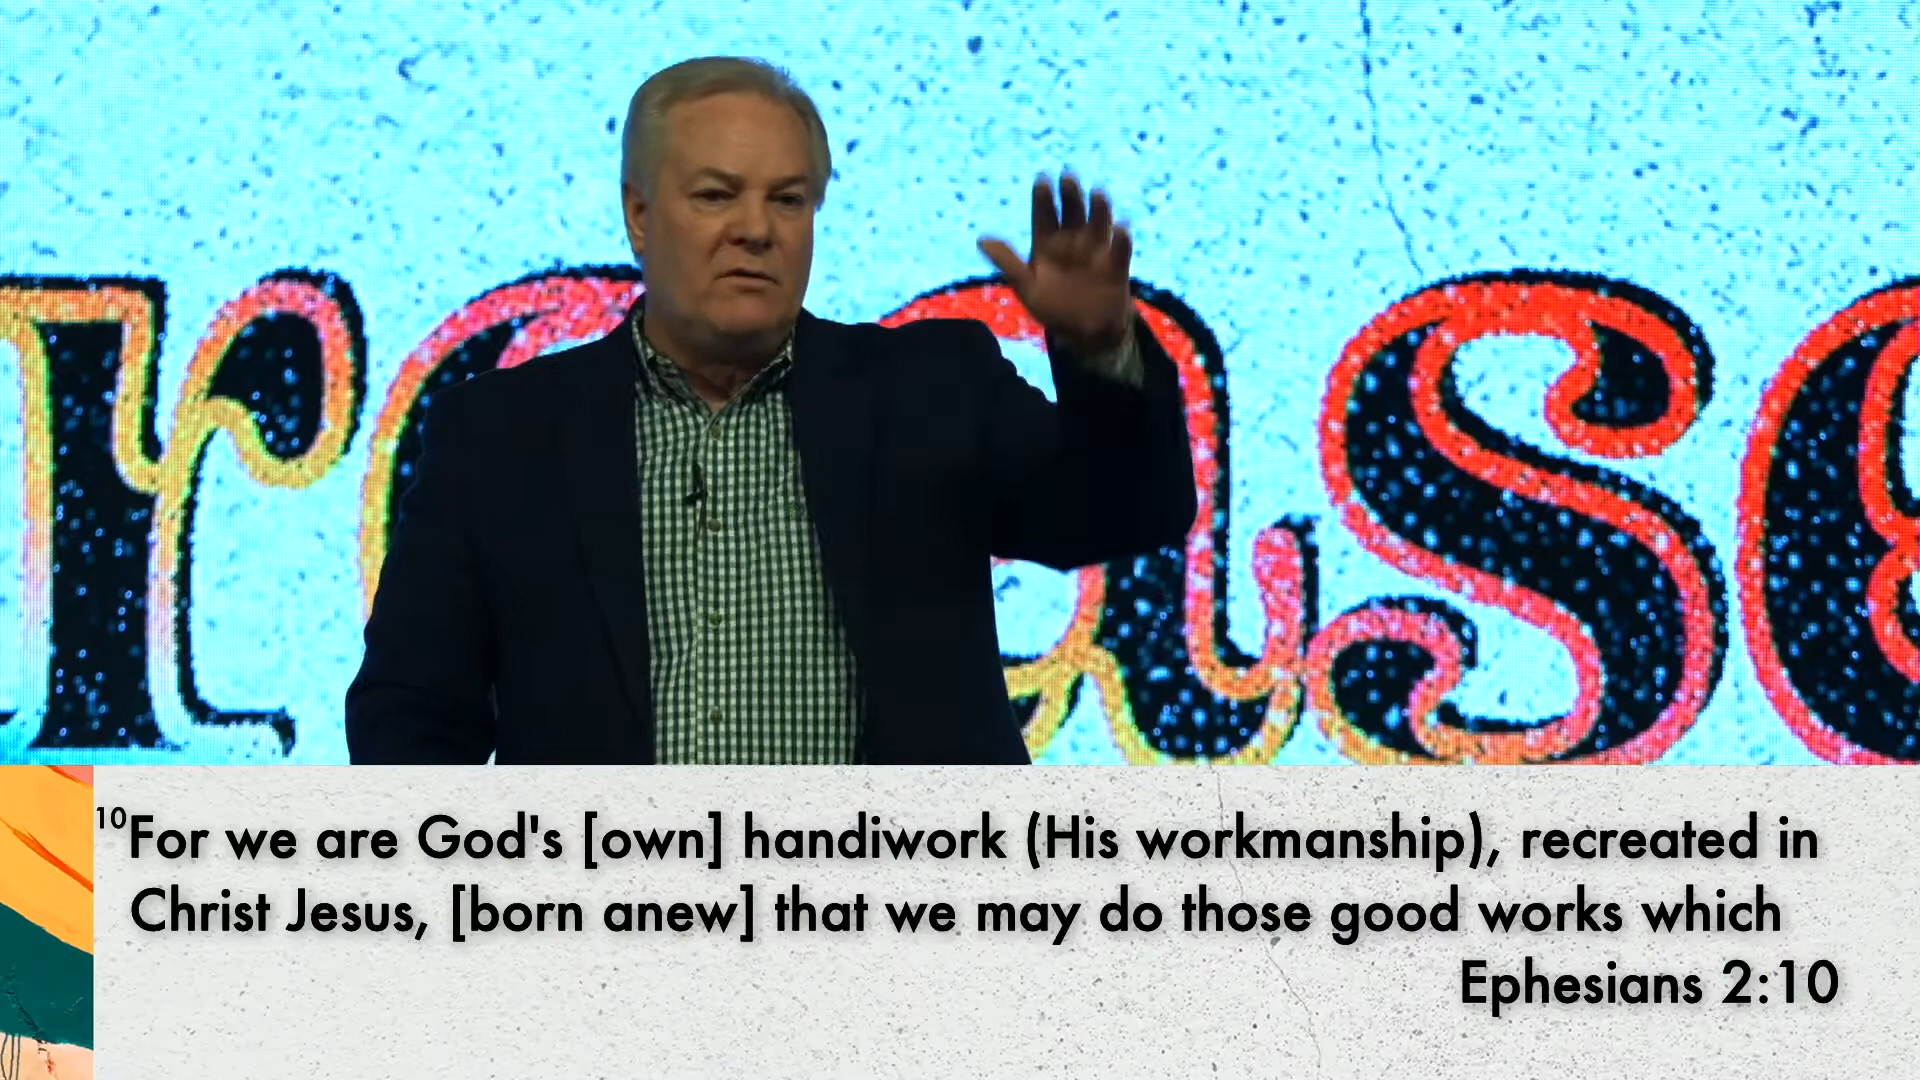 rase
10For we are God's [own] handiwork (His workmanship), recreated in
Christ Jesus, [born anew] that we may do those good works which
Ephesians 2:10